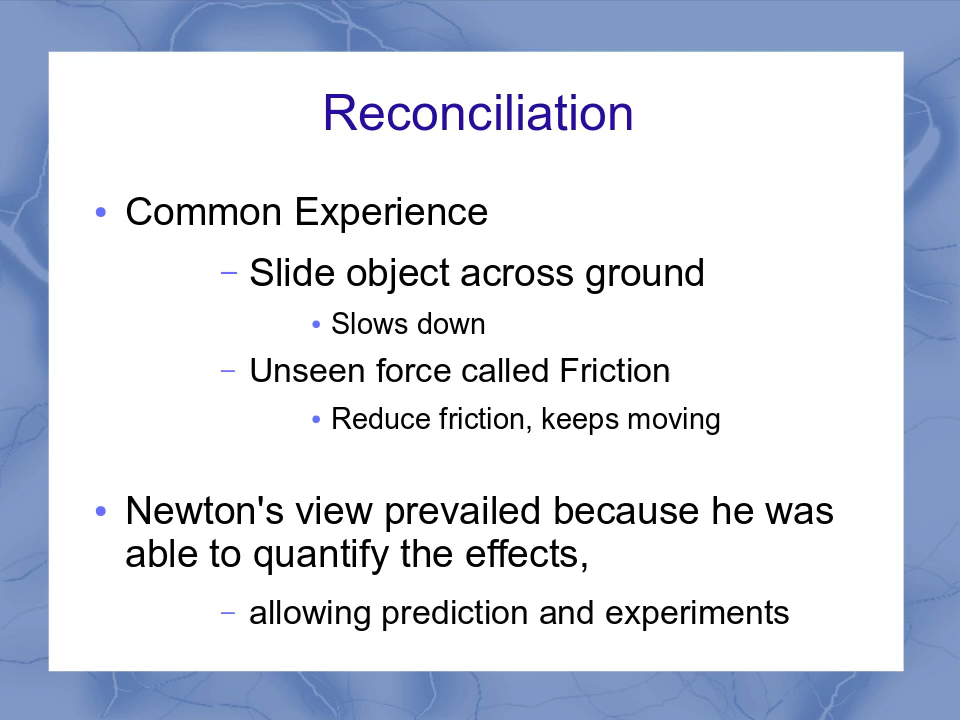 Reconciliation
• Common Experience
– Slide object across ground
• Slows down
– Unseen force called Friction
• Reduce friction, keeps moving
• Newton's view prevailed because he was
able to quantify the effects,
– allowing prediction and experiments